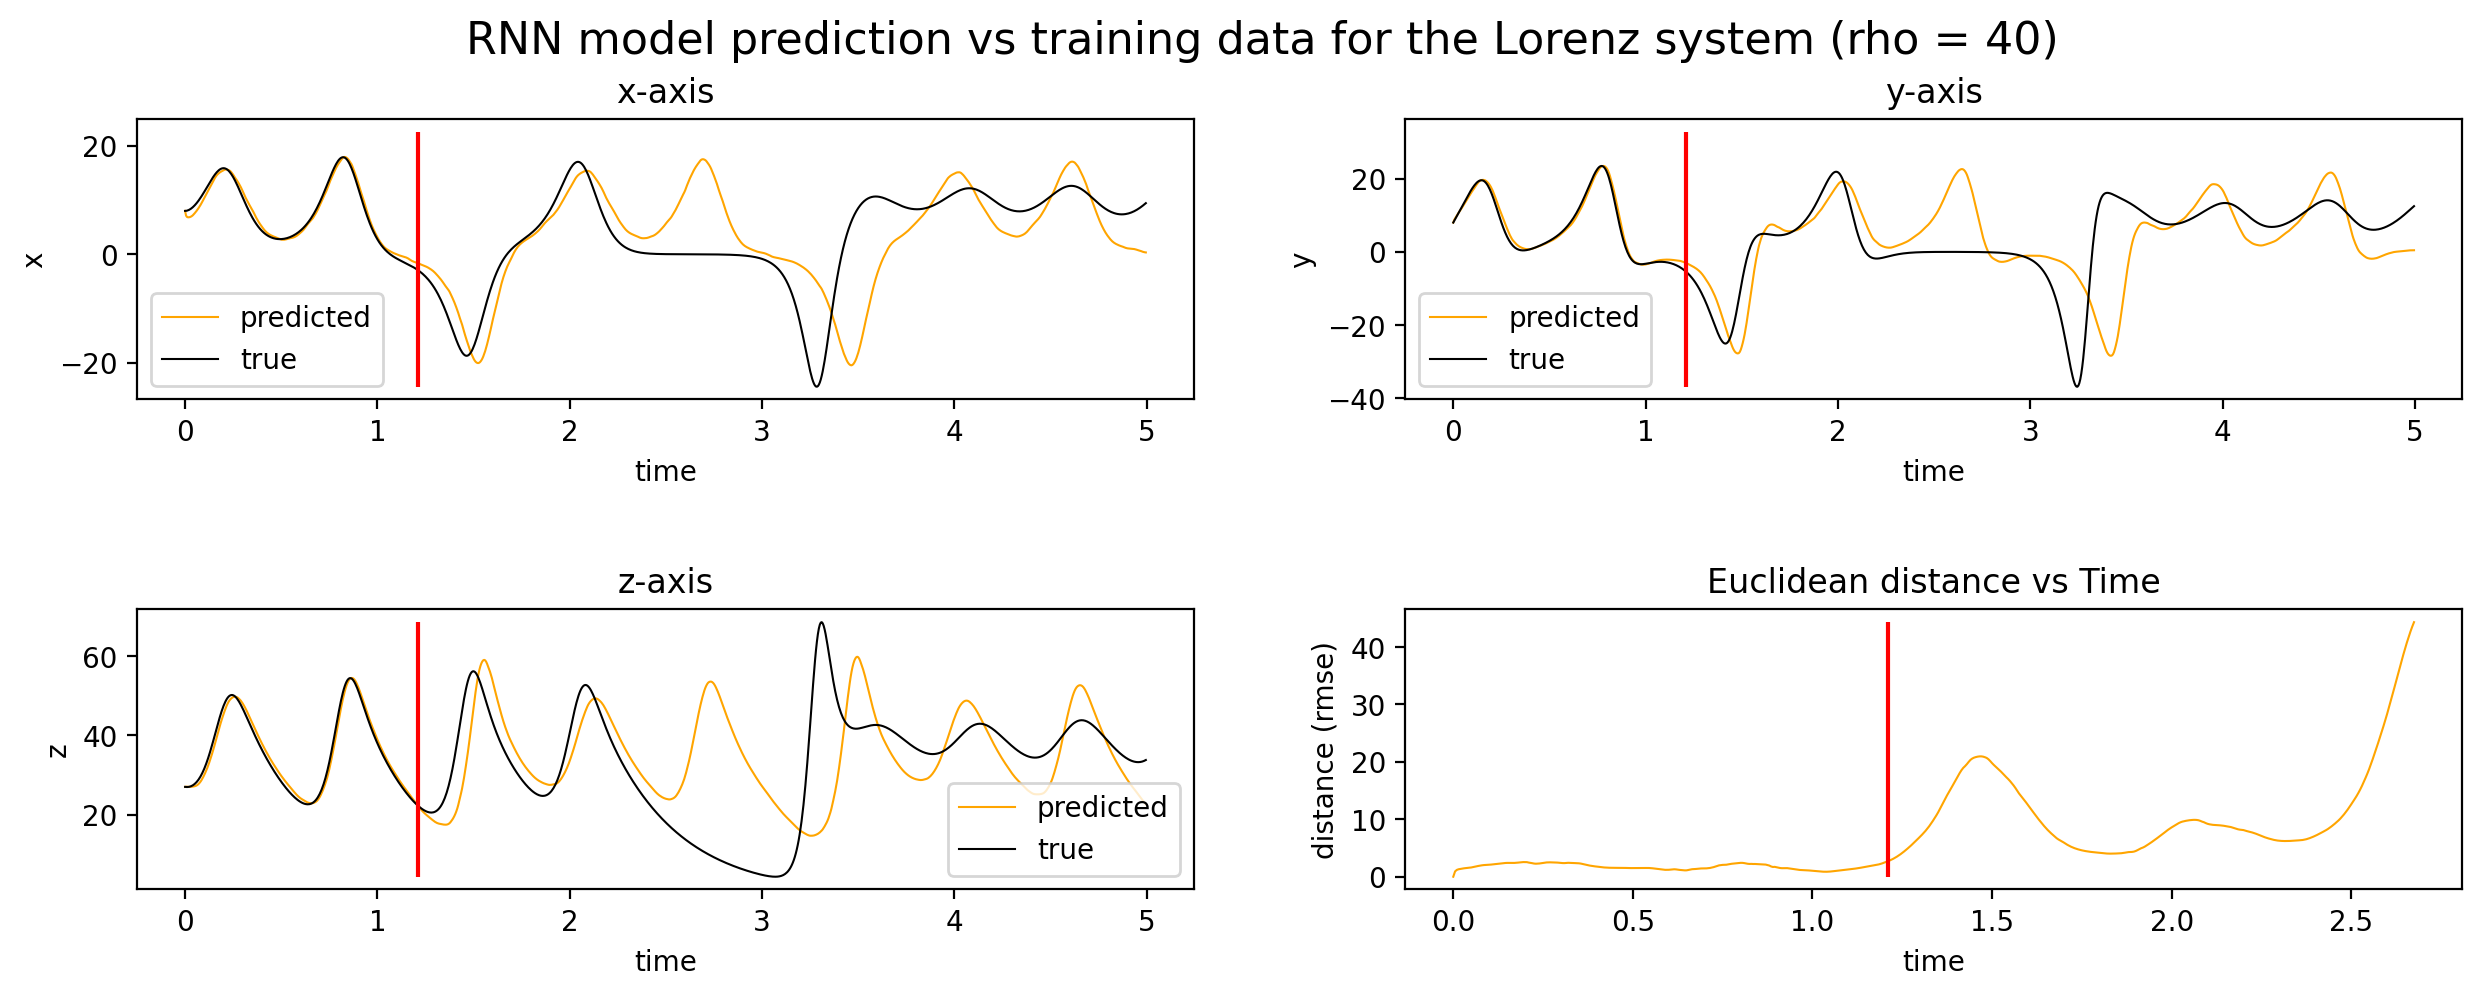 RNN model prediction vs training data for the Lorenz system (rho = 40)
x-axis
x
20
0
−20
predicted
true
0 1 2 3 4 5
time
y-axis
y
20
0
−20
−40
predicted
true
0 1 2 3 4 5
time
z-axis
z
60
40
20
predicted
true
0 1 2 3 4 5
time
Euclidean distance vs Time
distance (rmse)
40
30
20
10
0
0.0 0.5 1.0 1.5 2.0 2.5
time